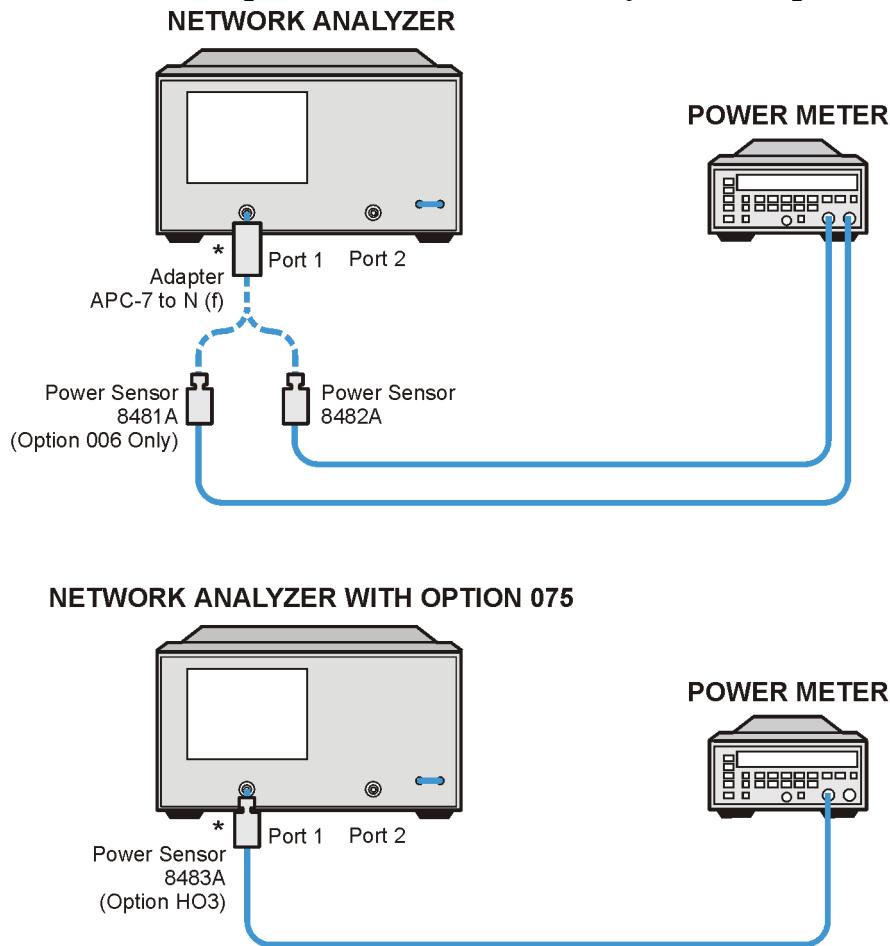 NETWORK ANALYZER
POWER METER
*
Port 1 Port 2
Adapter
APC-7 to N (f)
Power Sensor
8481A
(Option 006 Only)
Power Sensor
8482A
NETWORK ANALYZER WITH OPTION 075
POWER METER
*
Port 1 Port 2
Power Sensor
8483A
(Option HO3)